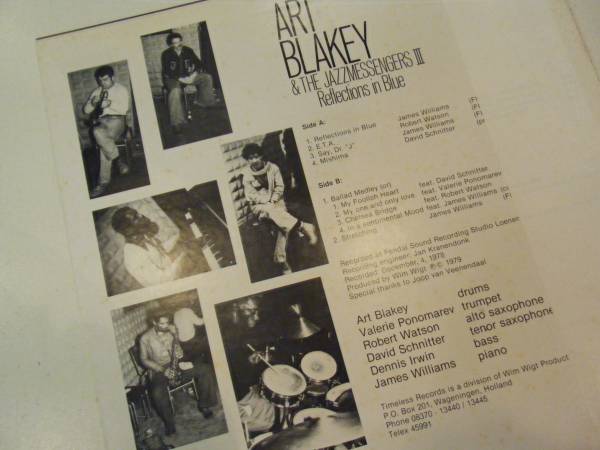 ART
BLAKEY
& THE JAZZMESSENGERS III
Reflections in Blue
Side A:
1. Reflections in Blue James Williams (F)
2. E.T.A. Robert Watson (F)
3. Say, Dr. "J" James Williams (F)
4. Mishima David Schnitter
Side B:
1. Ballad Medley
1. My Foolish Heart feat. David Schnitter
2. My one and only love feat. Valerie Ponomarev
3. Chelsea Bridge feat. Robert Watson
4. in a sentimental Mood feat. James Williams
2. Stretching James Williams (F)
Recorded at Fendal Sound Recording Studio Loenen
Recording engineer: Jan Kranendonk
Recorded: December, 4, 1978
Produced by Wim Wigt ℗© 1979
Special thanks to Joop van Veenendaal
Art Blakey drums
Valerie Ponomarev trumpet
Robert Watson alto saxophone
David Schnitter tenor saxophone
Dennis Irwin bass
James Williams piano
Timeless Records is a division of Wim Wigt Product
P.O. Box 201, Wageningen, Holland
Phone 08370 - 13440 / 13445
Telex 45991